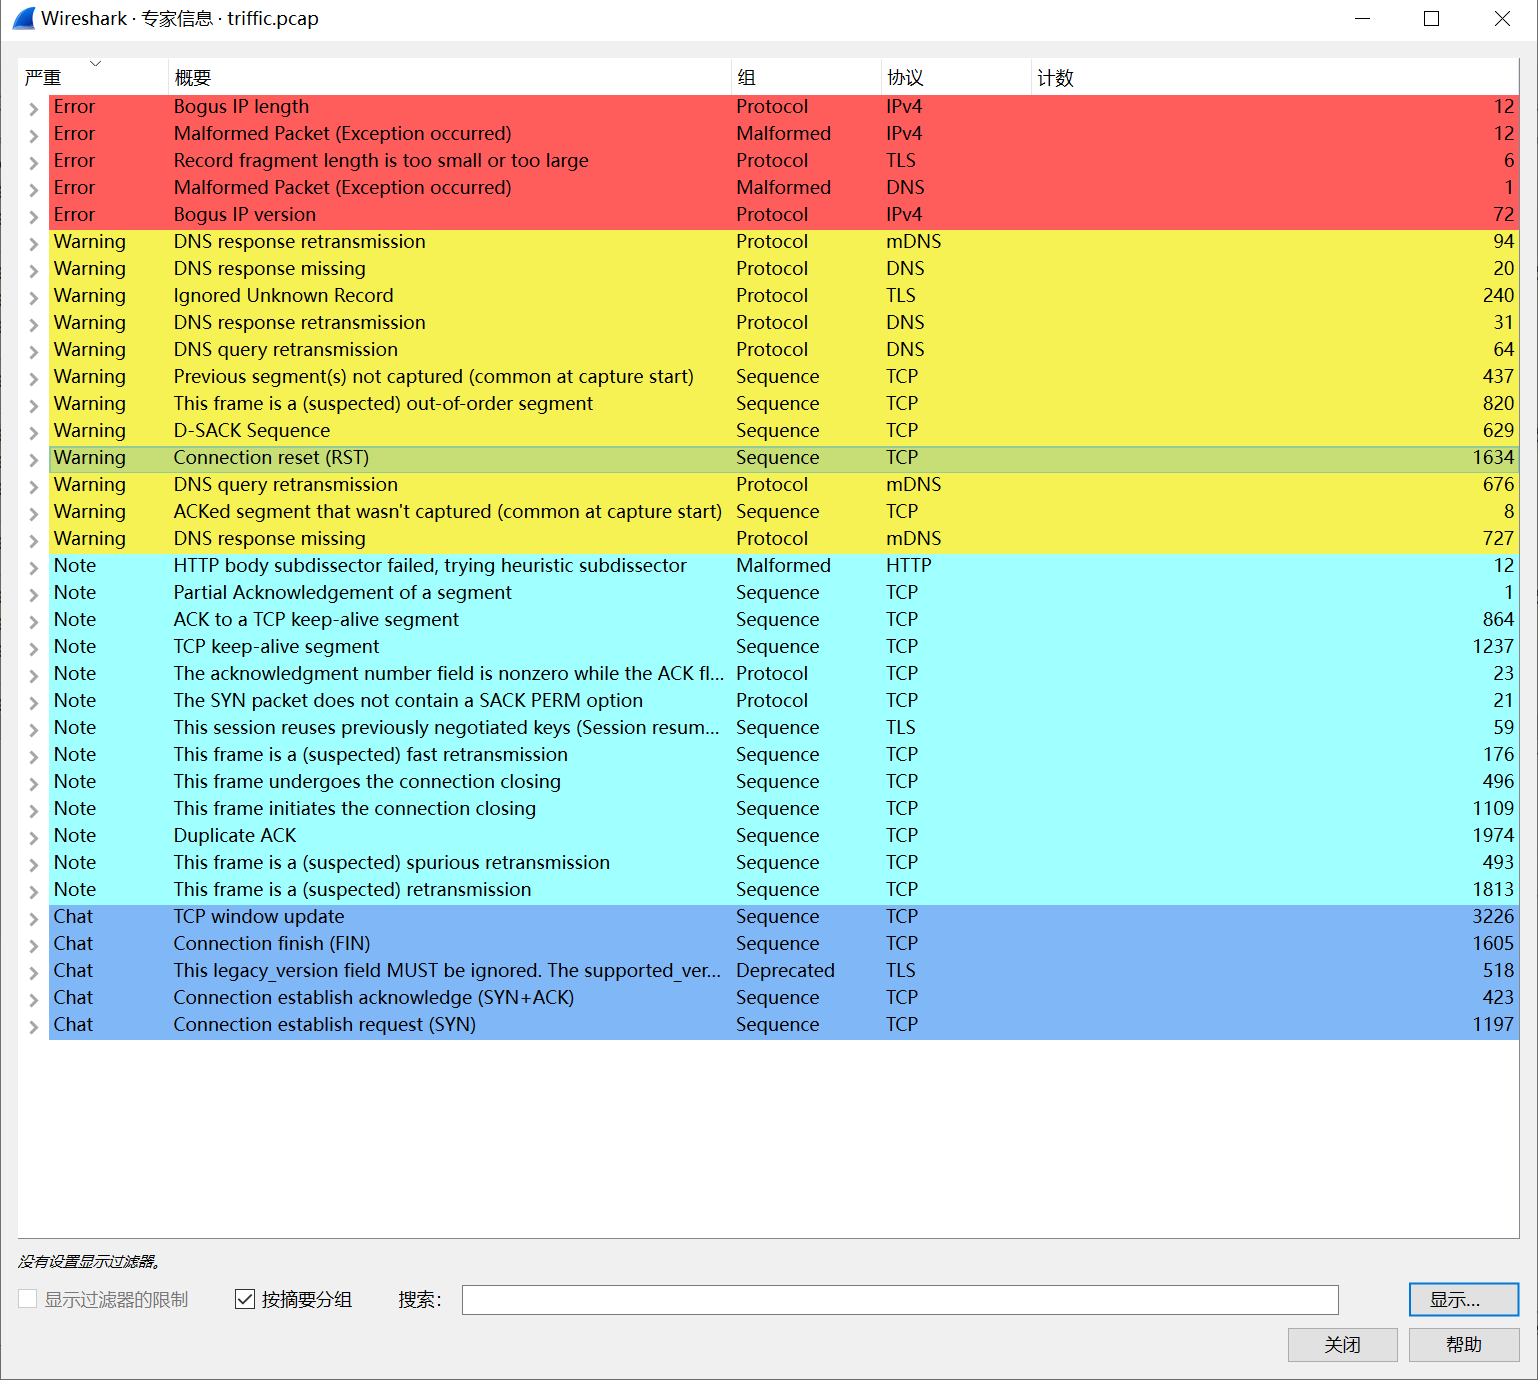 Wireshark · 专家信息 · triffic.pcap
严重 概要 组 协议 计数
Error Bogus IP length Protocol IPv4 12
Error Malformed Packet (Exception occurred) Malformed IPv4 12
Error Record fragment length is too small or too large Protocol TLS 6
Error Malformed Packet (Exception occurred) Malformed DNS 1
Error Bogus IP version Protocol IPv4 72
Warning DNS response retransmission Protocol mDNS 94
Warning DNS response missing Protocol DNS 20
Warning Ignored Unknown Record Protocol TLS 240
Warning DNS response retransmission Protocol DNS 31
Warning DNS query retransmission Protocol DNS 64
Warning Previous segment(s) not captured (common at capture start) Sequence TCP 437
Warning This frame is a (suspected) out-of-order segment Sequence TCP 820
Warning D-SACK Sequence Sequence TCP 629
Warning Connection reset (RST) Sequence TCP 1634
Warning DNS query retransmission Protocol mDNS 676
Warning ACKed segment that wasn't captured (common at capture start) Sequence TCP 8
Warning DNS response missing Protocol mDNS 727
Note HTTP body subdissector failed, trying heuristic subdissector Malformed HTTP 12
Note Partial Acknowledgement of a segment Sequence TCP 1
Note ACK to a TCP keep-alive segment Sequence TCP 864
Note TCP keep-alive segment Sequence TCP 1237
Note The acknowledgment number field is nonzero while the ACK fl... Protocol TCP 23
Note The SYN packet does not contain a SACK PERM option Protocol TCP 21
Note This session reuses previously negotiated keys (Session resum... Sequence TLS 59
Note This frame is a (suspected) fast retransmission Sequence TCP 176
Note This frame undergoes the connection closing Sequence TCP 496
Note This frame initiates the connection closing Sequence TCP 1109
Note Duplicate ACK Sequence TCP 1974
Note This frame is a (suspected) spurious retransmission Sequence TCP 493
Note This frame is a (suspected) retransmission Sequence TCP 1813
Chat TCP window update Sequence TCP 3226
Chat Connection finish (FIN) Sequence TCP 1605
Chat This legacy_version field MUST be ignored. The supported_ver... Deprecated TLS 518
Chat Connection establish acknowledge (SYN+ACK) Sequence TCP 423
Chat Connection establish request (SYN) Sequence TCP 1197
没有设置显示过滤器。
显示过滤器的限制 按摘要分组 搜索： 显示...
关闭 帮助